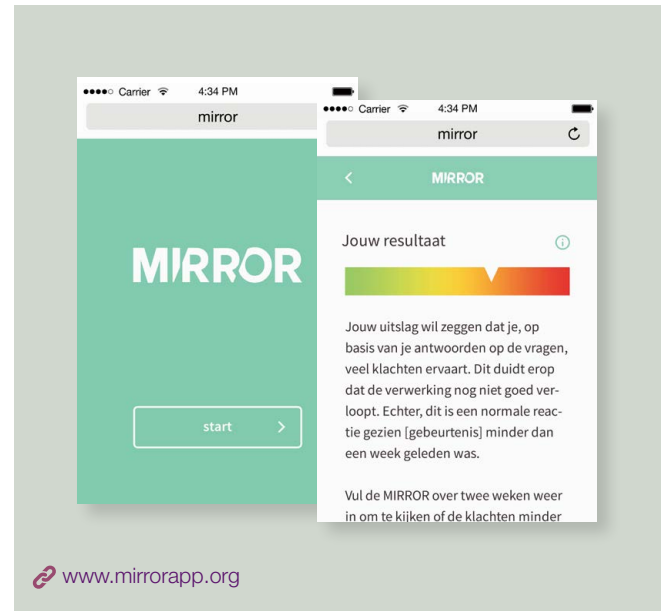 Carrier 4:34 PM
mirror
MIRROR
start
Carrier 4:34 PM
mirror
MIRROR
Jouw resultaat
Jouw uitslag wil zeggen dat je, op
basis van je antwoorden op de vragen,
veel klachten ervaart. Dit duidt erop
dat de verwerking nog niet goed ver-
loopt. Echter, dit is een normale reac-
tie gezien [gebeurtenis] minder dan
een week geleden was.
Vul de MIRROR over twee weken weer
in om te kijken of de klachten minder
www.mirrorapp.org